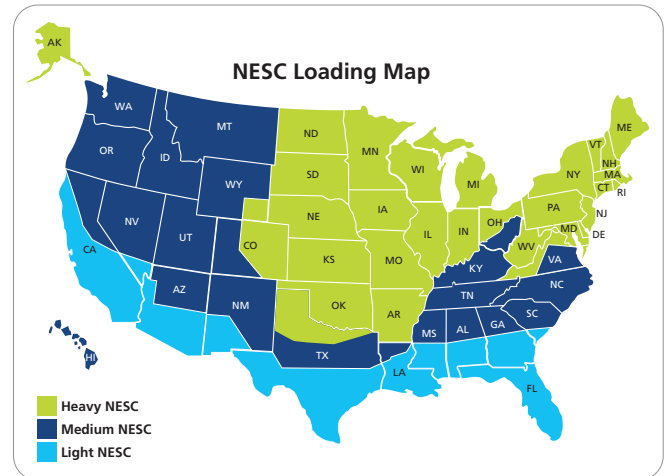 NESC Loading Map
AK
WA
MT
ND
MN
ME
VT
NH
OR
ID
WI
NY
MA
SD
MI
CT
RI
WY
PA
NJ
IA
NE
OH
MD
DE
NV
UT
CO
IL
IN
WV
CA
KS
MO
KY
VA
AZ
NM
OK
AR
TN
NC
SC
MS
AL
GA
TX
LA
HI
FL
Heavy NESC
Medium NESC
Light NESC